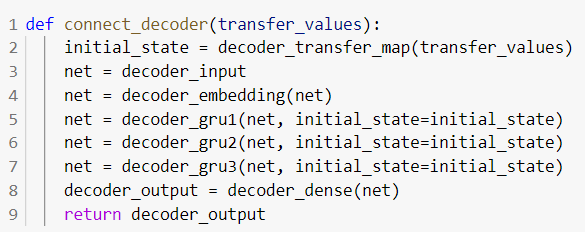 1 def connect_decoder(transfer_values):
2     initial_state = decoder_transfer_map(transfer_values)
3     net = decoder_input
4     net = decoder_embedding(net)
5     net = decoder_gru1(net, initial_state=initial_state)
6     net = decoder_gru2(net, initial_state=initial_state)
7     net = decoder_gru3(net, initial_state=initial_state)
8     decoder_output = decoder_dense(net)
9     return decoder_output